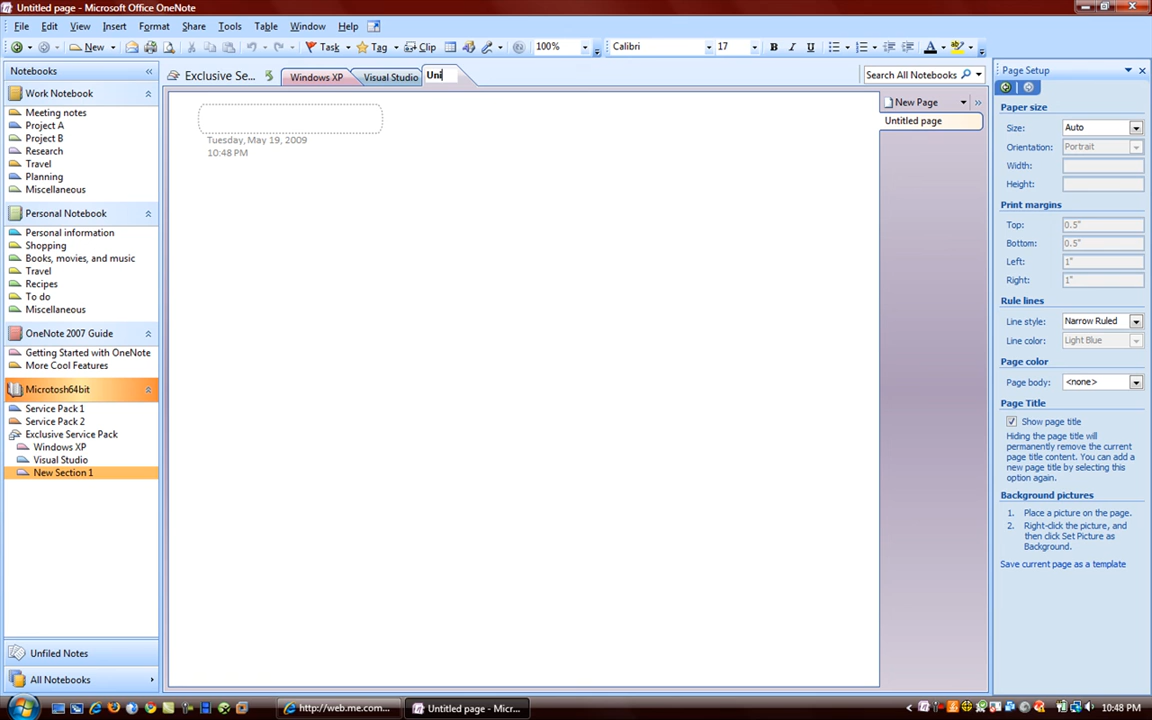 Untitled page - Microsoft Office OneNote
File Edit View Insert Format Share Tools Table Window Help
New Task Tag Clip 100% Calibri 17 B I U A ab
Notebooks «
Exclusive Se... Windows XP Visual Studio Uni
Search All Notebooks
Work Notebook
Meeting notes
Project A
Project B
Research
Travel
Planning
Miscellaneous
Personal Notebook
Personal information
Shopping
Books, movies, and music
Travel
Recipes
To do
Miscellaneous
OneNote 2007 Guide
Getting Started with OneNote
More Cool Features
Microtosh64bit
Service Pack 1
Service Pack 2
Exclusive Service Pack
Windows XP
Visual Studio
New Section 1
Unfiled Notes
All Notebooks
Tuesday, May 19, 2009
10:48 PM
New Page »
Untitled page
Page Setup
Paper size
Size: Auto
Orientation: Portrait
Width:
Height:
Print margins
Top: 0.5"
Bottom: 0.5"
Left: 1"
Right: 1"
Rule lines
Line style: Narrow Ruled
Line color: Light Blue
Page color
Page body: <none>
Page Title
Show page title
Hiding the page title will
permanently remove the current
page title content. You can add
a new page title by selecting this
option again.
Background pictures
1. Place a picture on the page.
2. Right-click the picture, and
then click Set Picture as
Background.
Save current page as a template
http://web.me.com...
Untitled page - Micr...
10:48 PM